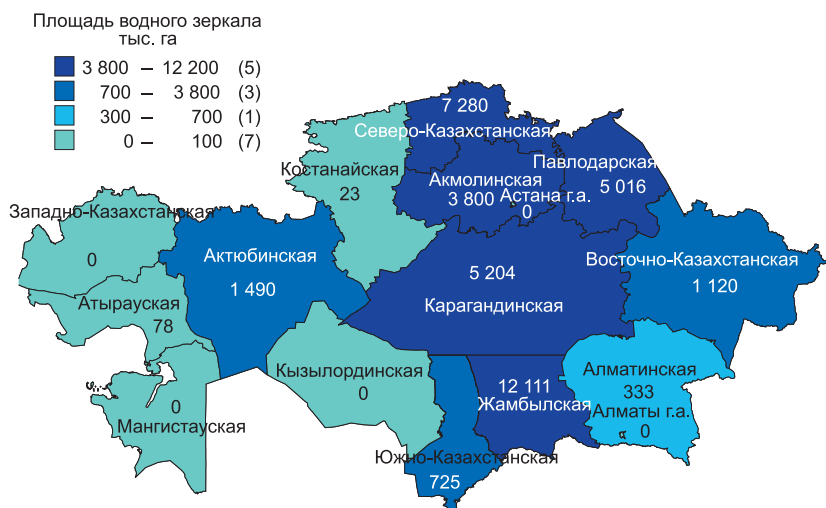 Площадь водного зеркала
тыс. га
3 800 – 12 200 (5)
700 – 3 800 (3)
300 – 700 (1)
0 – 100 (7)
7 280
Северо-Казахстанская
Костанайская
23
Павлодарская
5 016
Акмолинская
3 800
Астана г.а.
0
Западно-Казахстанская
0
Актюбинская
1 490
5 204
Карагандинская
Восточно-Казахстанская
1 120
Атырауская
78
Кызылординская
0
12 111
Жамбылская
Алматинская
333
Алматы г.а.
0
0
Мангистауская
Южно-Казахстанская
725